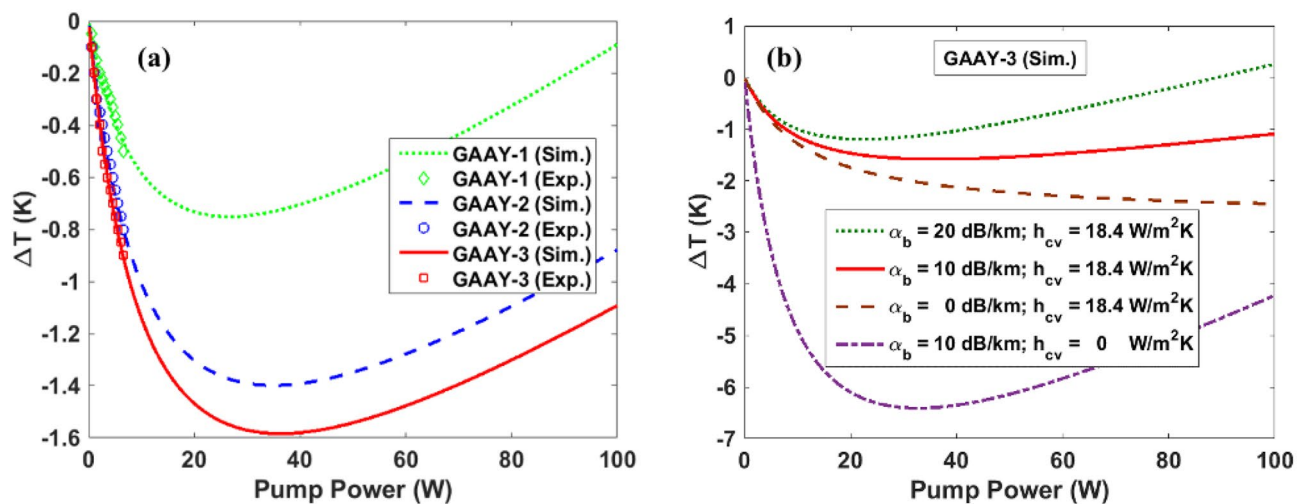 (a)
0
-0.2
-0.4
-0.6
-0.8
-1
-1.2
-1.4
-1.6
ΔT (K)
GAAY-1 (Sim.)
GAAY-1 (Exp.)
GAAY-2 (Sim.)
GAAY-2 (Exp.)
GAAY-3 (Sim.)
GAAY-3 (Exp.)
0 20 40 60 80 100
Pump Power (W)
(b)
GAAY-3 (Sim.)
1
0
-1
-2
-3
-4
-5
-6
-7
ΔT (K)
α_b = 20 dB/km; h_cv = 18.4 W/m²K
α_b = 10 dB/km; h_cv = 18.4 W/m²K
α_b = 0 dB/km; h_cv = 18.4 W/m²K
α_b = 10 dB/km; h_cv = 0 W/m²K
0 20 40 60 80 100
Pump Power (W)